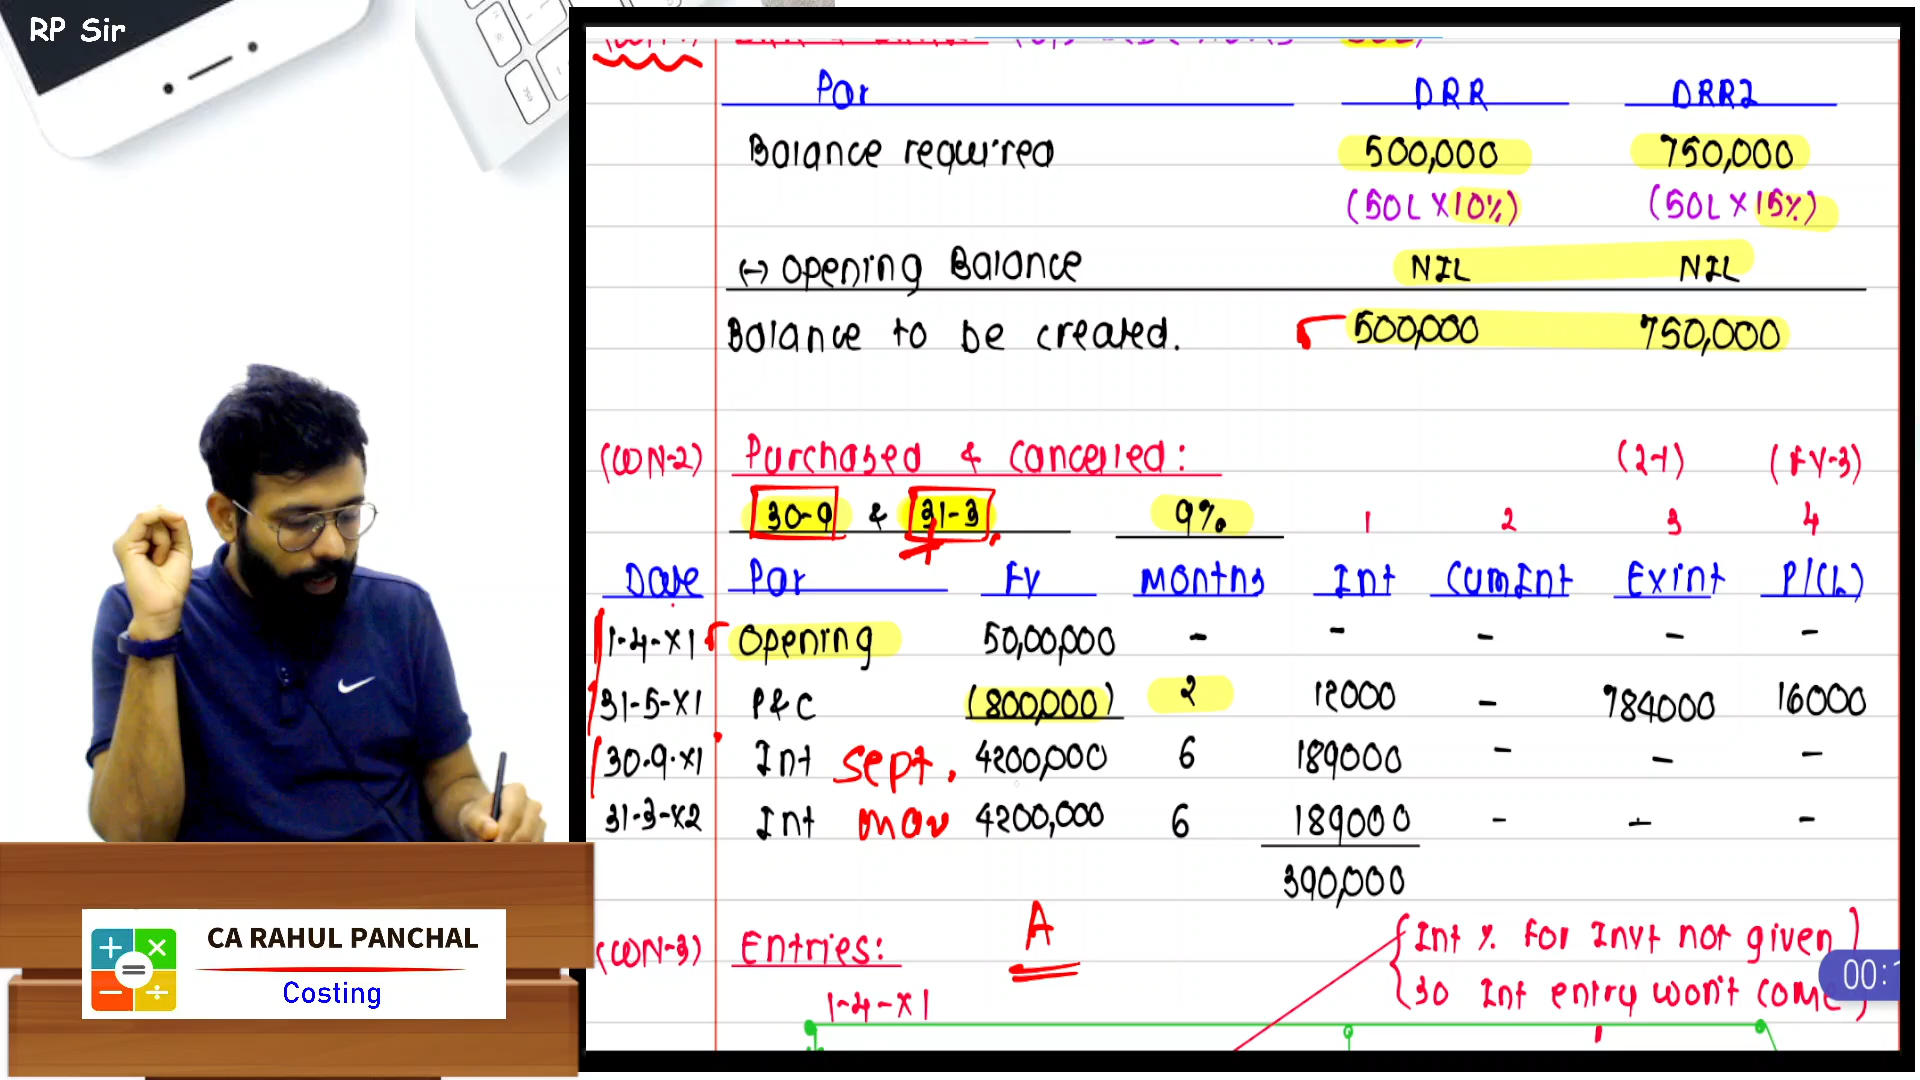 RP Sir
Par DRR DRRI
Balance required 500,000 750,000
(50L X 10%) (50L X 15%)
(-) Opening Balance NIL NIL
Balance to be created. 500,000 750,000
(WN-2) Purchased & Cancelled: (2-1) (FV-3)
30-9 & 31-3 9% 1 2 3 4
Date Par FV Months Int CumInt ExInt P/(L)
1-4-X1 Opening 50,00,000 - - - - -
31-5-X1 P&C (800,000) 2 12000 - 784000 16000
30.9.X1 Int Sept. 4200,000 6 189000 - - -
31-3-X2 Int mar 4200,000 6 189000 - - -
390,000
A
(WN-3) Entries:
{Int % for Invt not given}
{So Int entry won't come}
1-4-X1
CA RAHUL PANCHAL
Costing
00: